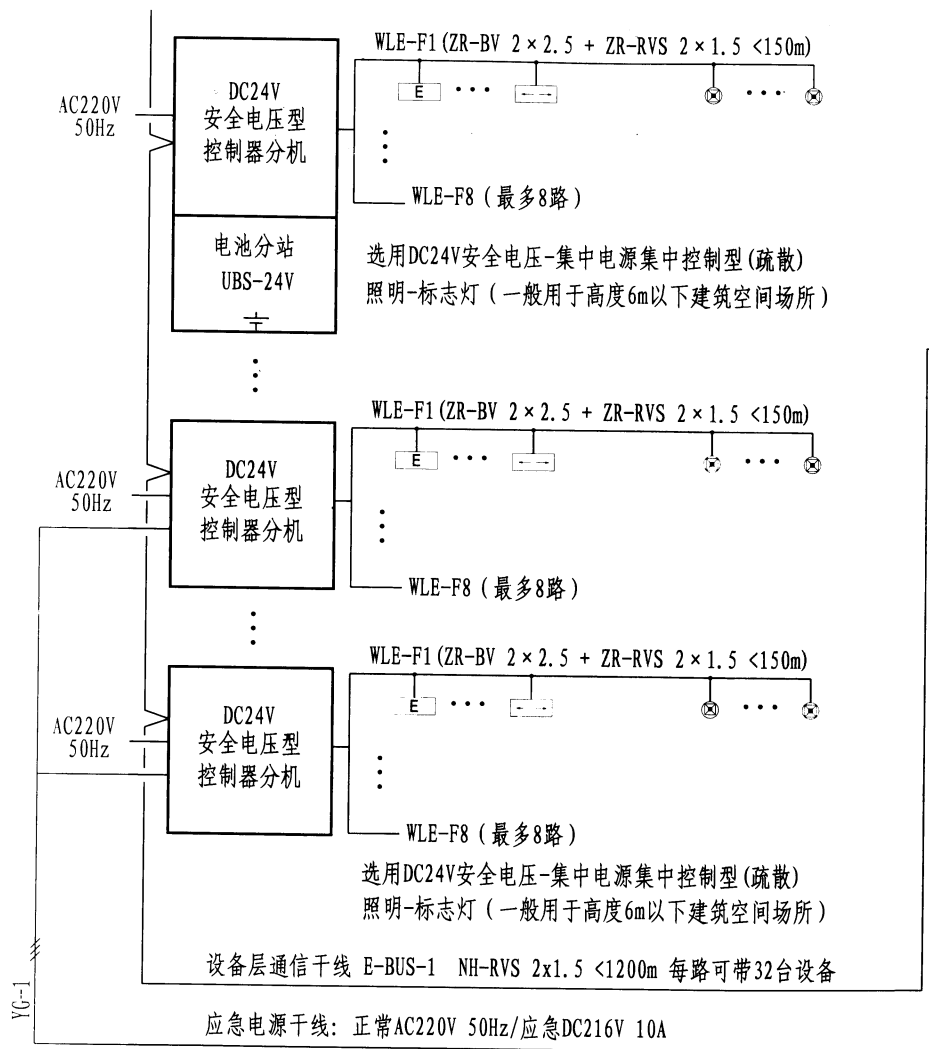 WLE-F1(ZR-BV 2×2.5 + ZR-RVS 2×1.5 <150m)
E
DC24V
安全电压型
控制器分机
AC220V
50Hz
WLE-F8(最多8路)
电池分站
UBS-24V
选用DC24V安全电压-集中电源集中控制型(疏散)
照明-标志灯(一般用于高度6m以下建筑空间场所)
WLE-F1(ZR-BV 2×2.5 + ZR-RVS 2×1.5 <150m)
E
DC24V
安全电压型
控制器分机
AC220V
50Hz
WLE-F8(最多8路)
WLE-F1(ZR-BV 2×2.5 + ZR-RVS 2×1.5 <150m)
E
DC24V
安全电压型
控制器分机
AC220V
50Hz
WLE-F8(最多8路)
选用DC24V安全电压-集中电源集中控制型(疏散)
照明-标志灯(一般用于高度6m以下建筑空间场所)
设备层通信干线 E-BUS-1 NH-RVS 2x1.5 <1200m 每路可带32台设备
YG-1
应急电源干线: 正常AC220V 50Hz/应急DC216V 10A